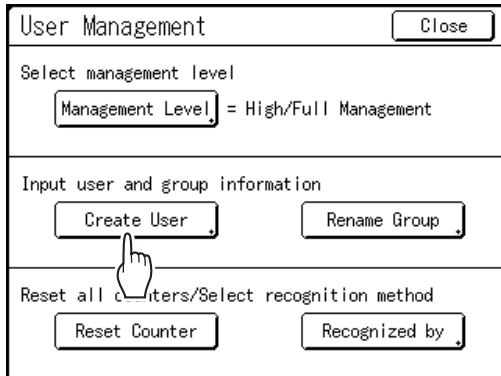 User Management Close
Select management level
Management Level = High/Full Management
Input user and group information
Create User Rename Group
Reset all counters/Select recognition method
Reset Counter Recognized by